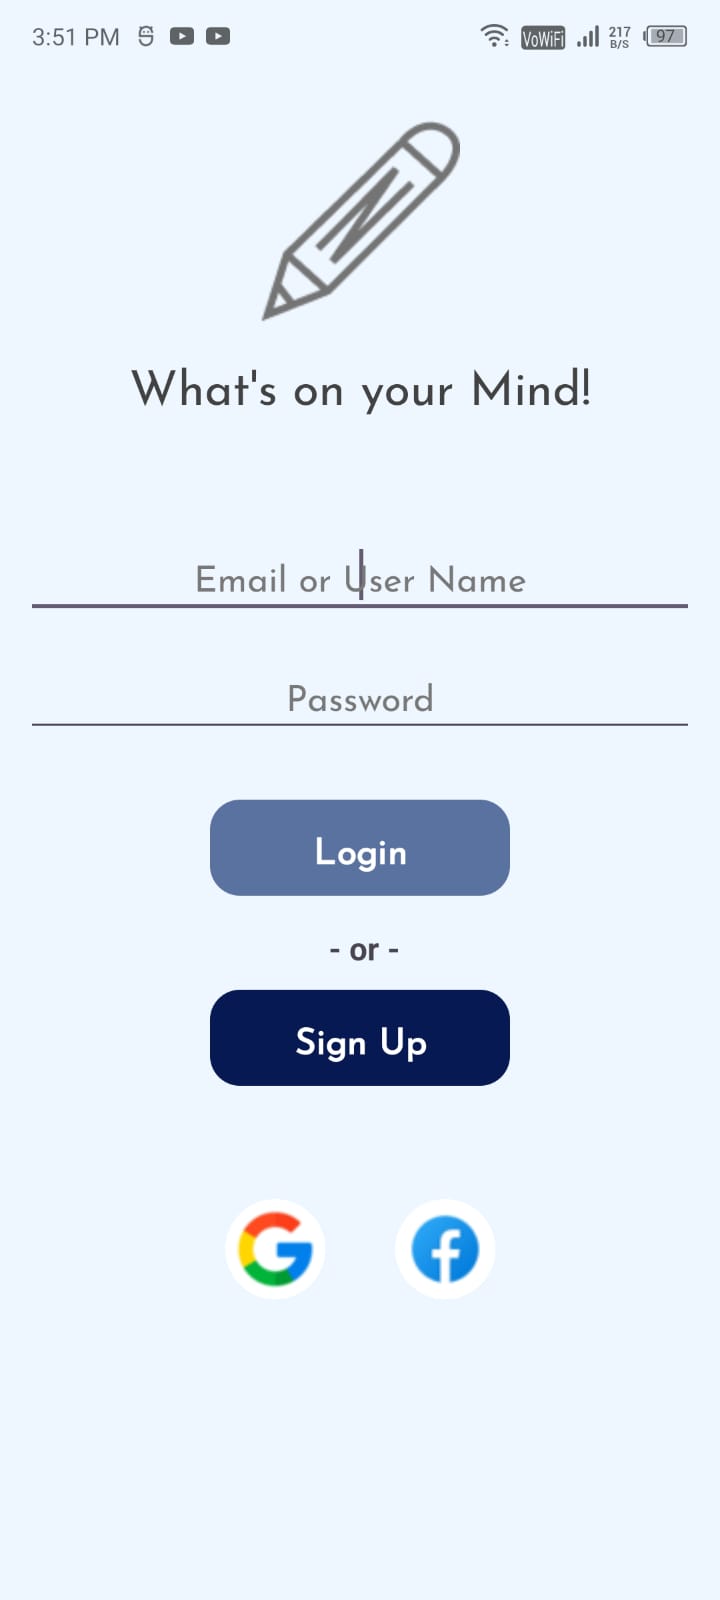 3:51 PM VoWiFi 217 B/S 97
What's on your Mind!
Email or User Name
Password
Login
- or -
Sign Up